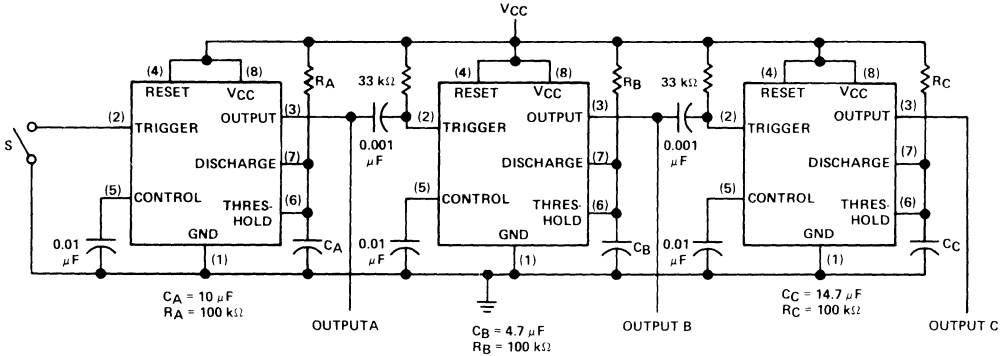 VCC
(4) (8) RA 33 kΩ (4) (8) RB 33 kΩ (4) (8) RC
RESET VCC RESET VCC RESET VCC
(2) TRIGGER OUTPUT (3) (2) TRIGGER OUTPUT (3) (2) TRIGGER OUTPUT (3)
S
0.001 µF 0.001 µF
DISCHARGE (7) DISCHARGE (7) DISCHARGE (7)
(5) CONTROL (5) CONTROL (5) CONTROL
THRES-HOLD (6) THRES-HOLD (6) THRES-HOLD (6)
0.01 µF GND CA 0.01 µF GND CB 0.01 µF GND CC
(1) (1) (1)
CA = 10 µF
RA = 100 kΩ
OUTPUT A
CB = 4.7 µF
RB = 100 kΩ
OUTPUT B
CC = 14.7 µF
RC = 100 kΩ
OUTPUT C